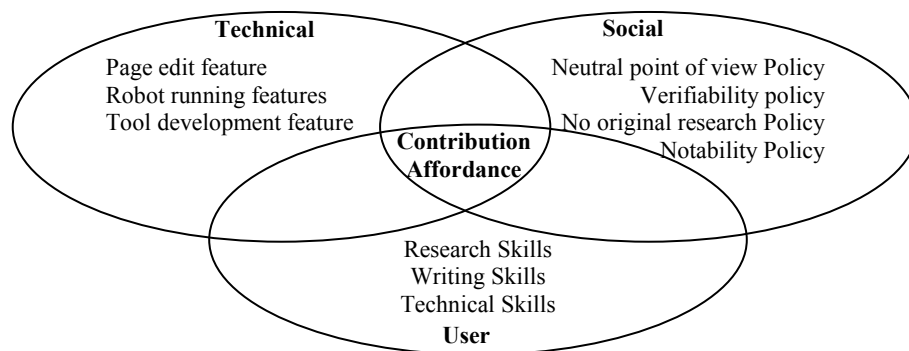 Technical
Page edit feature
Robot running features
Tool development feature
Social
Neutral point of view Policy
Verifiability policy
No original research Policy
Notability Policy
Contribution
Affordance
Research Skills
Writing Skills
Technical Skills
User